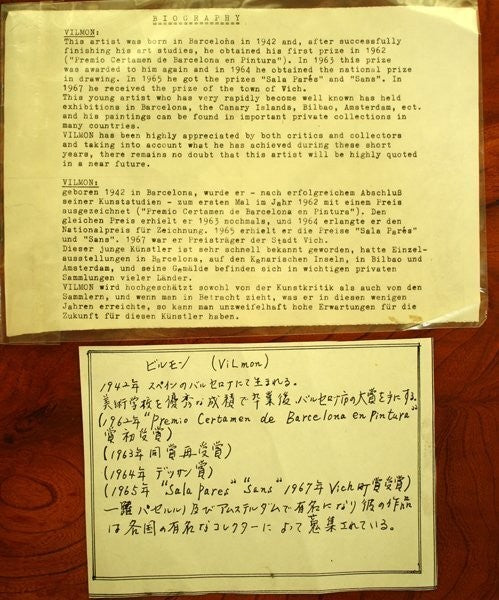 BIOGRAPHY
VILMON:
This artist was born in Barceloña in 1942 and, after successfully
finishing his art studies, he obtained his first prize in 1962
("Premio Certamen de Barcelona en Pintura"). In 1963 this prize
was awarded to him again and in 1964 he obtained the national prize
in drawing. In 1965 he got the prizes "Sala Parés" and "Sans". In
1967 he received the prize of the town of Vich.
This young artist who has very rapidly become well known has held
exhibitions in Barcelona, the Canary Islands, Bilbao, Amsterdam, ect.
and his paintings can be found in important private collections in
many countries.
VILMON has been highly appreciated by both critics and collectors
and taking into account what he has achieved during these short
years, there remains no doubt that this artist will be highly quoted
in a near future.
VILMON:
geboren 1942 in Barcelona, wurde er - nach erfolgreichem Abschluß
seiner Kunststudien - zum ersten Mal im Jahr 1962 mit einem Preis
ausgezeichnet ("Premio Certamen de Barcelona en Pintura"). Den
gleichen Preis erhielt er 1963 nochmals, und 1964 erlangte er den
Nationalpreis für Zeichnung. 1965 erhielt er die Preise "Sala Parés
und "Sans". 1967 war er Preisträger der Stadt Vich.
Dieser junge Künstler ist sehr schnell bekannt geworden, hatte Einzel-
ausstellungen in Barcelona, auf den Kanarischen Inseln, in Bilbao und
Amsterdam, und seine Gemälde befinden sich in wichtigen privaten
Sammlungen vieler Länder.
VILMON wird hochgeschätzt sowohl von der Kunstkritik als auch von den
Sammlern, und wenn man in Betracht zieht, was er in diesen wenigen
Jahren erreichte, so kann man unzweifelhaft hohe Erwartungen für die
Zukunft für diesen Künstler haben.
ビルモン (ViLmon)
1942年 スペインのバルセロナにて生まれる。
美術学校を優秀な成績で卒業後、バルセロナ市の大賞を手にする。
(1962年"Premio Certamen de Barcelona en Pintura"
賞初受賞)
(1963年同賞再受賞)
(1964年 デッサン賞)
(1965年 "Sala Pares" "Sans" 1967年 Vich町賞受賞)
一躍 及びアムステルダムで有名になり彼の作品
は各国の有名なコレクターによって募集されている。